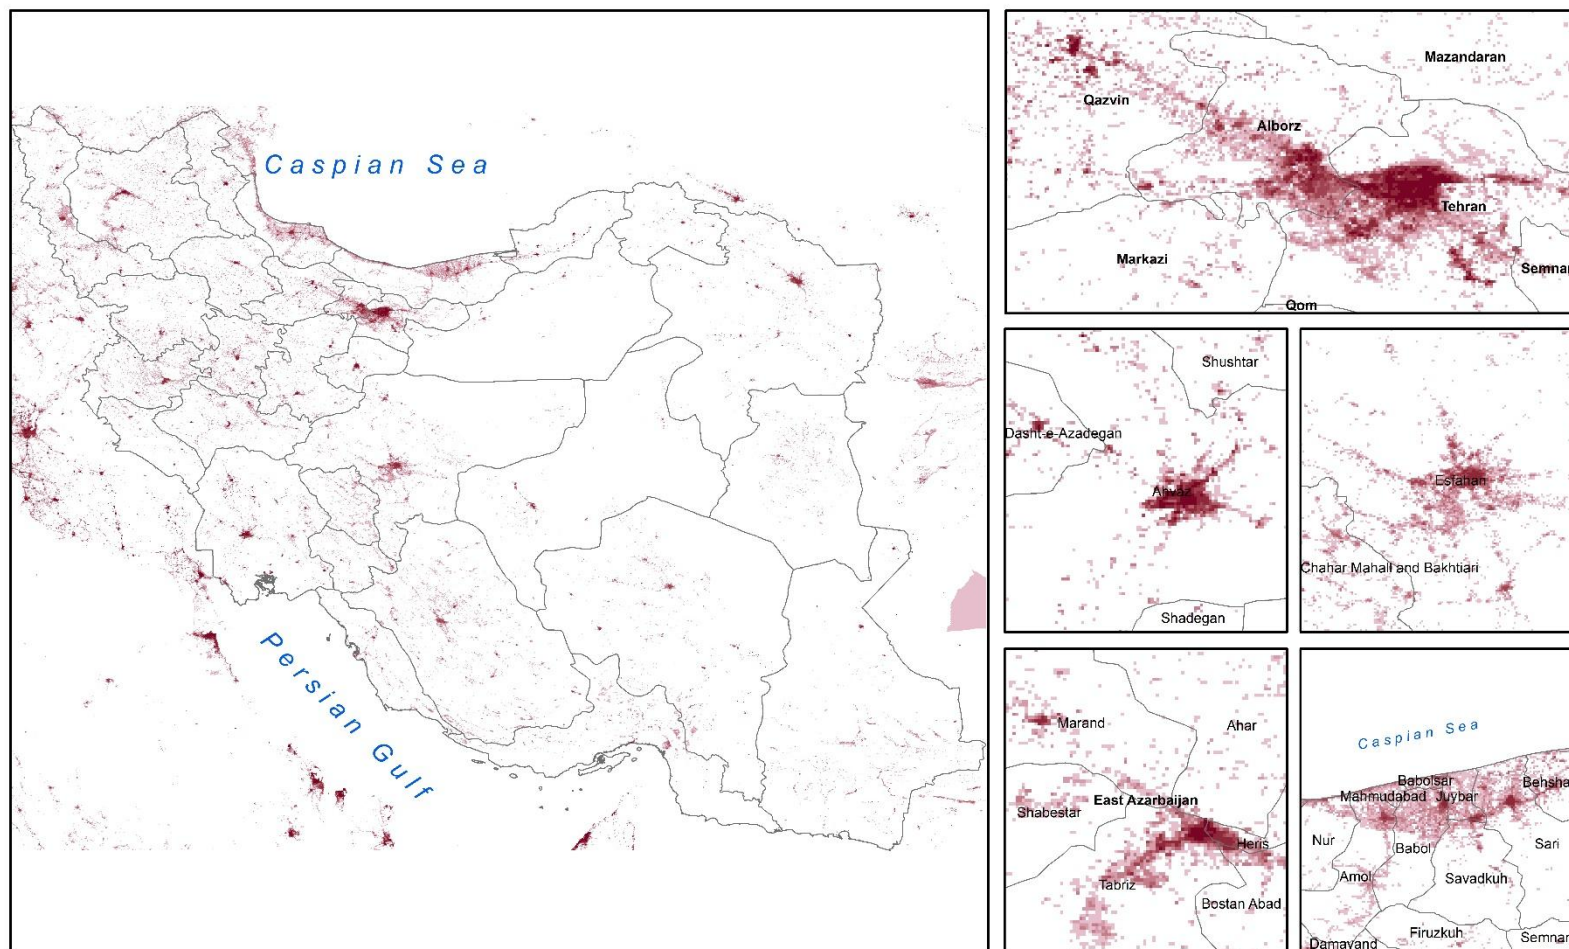 Caspian Sea
Persian Gulf
Mazandaran
Qazvin
Alborz
Tehran
Markazi
Semnan
Qom
Shushtar
Dasht-e-Azadegan
Ahvaz
Shadegan
Esfahan
Chahar Mahall and Bakhtiari
Marand
Ahar
East Azarbaijan
Shabestar
Heris
Tabriz
Bostan Abad
Caspian Sea
Babolsar
Behsha
Mahmudabad Juybar
Nur
Babol
Sari
Amol
Savadkuh
Firuzkuh
Semnan
Damavand